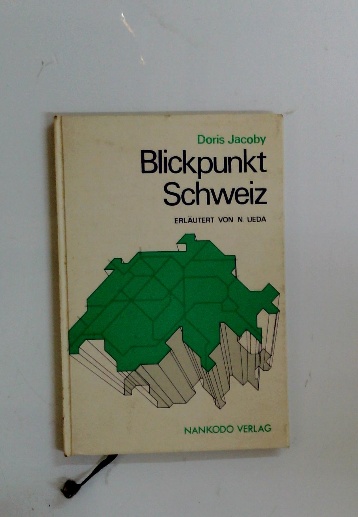 Doris Jacoby
Blickpunkt
Schweiz
ERLÄUTERT VON N. UEDA
NANKODO VERLAG